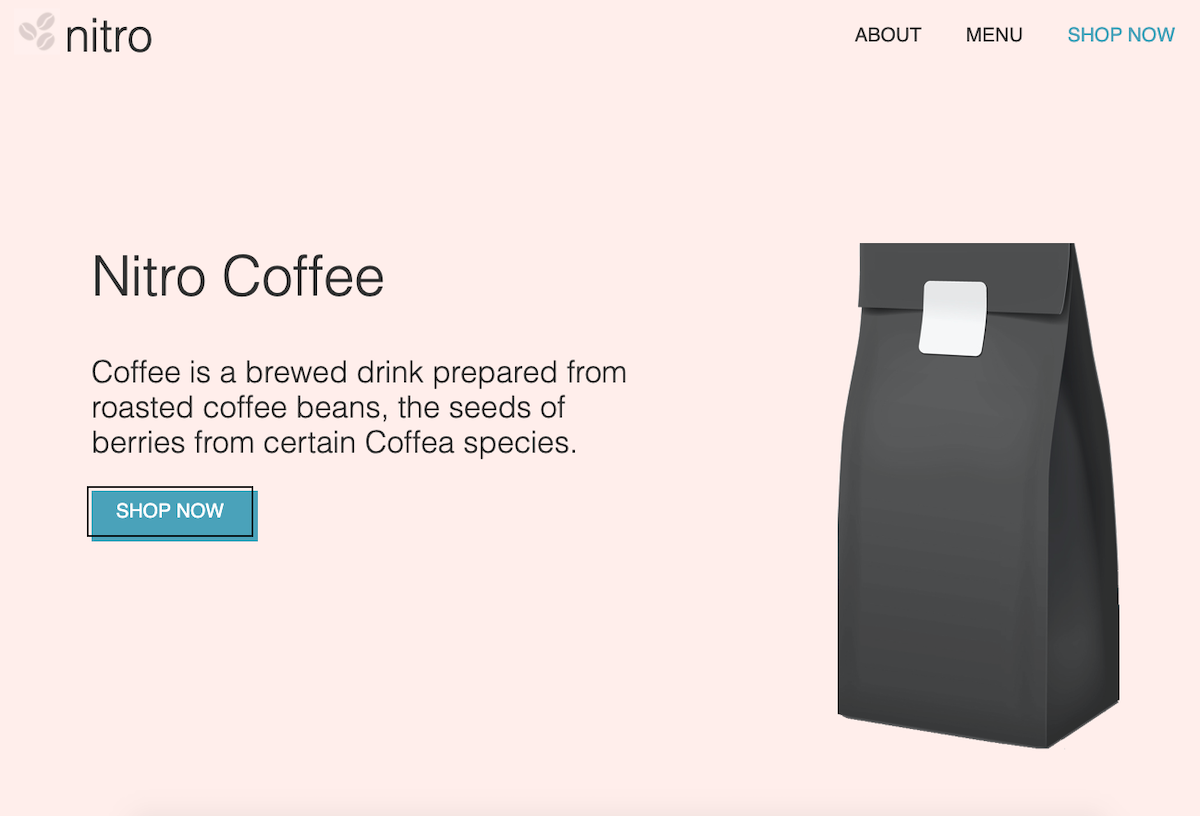 nitro
ABOUT MENU SHOP NOW
Nitro Coffee
Coffee is a brewed drink prepared from
roasted coffee beans, the seeds of
berries from certain Coffea species.
SHOP NOW